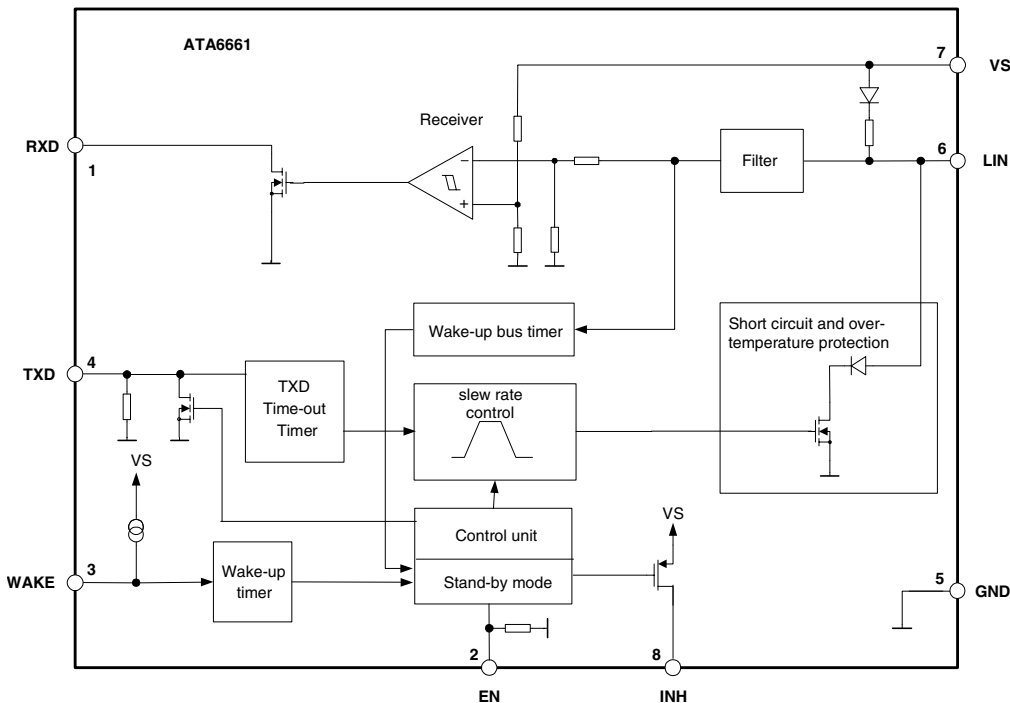 ATA6661
7
VS
Receiver
RXD
1
-
+
Filter
6
LIN
Wake-up bus timer
Short circuit and over-
temperature protection
4
TXD
TXD
Time-out
Timer
slew rate
control
VS
VS
Control unit
Stand-by mode
WAKE
3
Wake-up
timer
5
GND
2
EN
8
INH